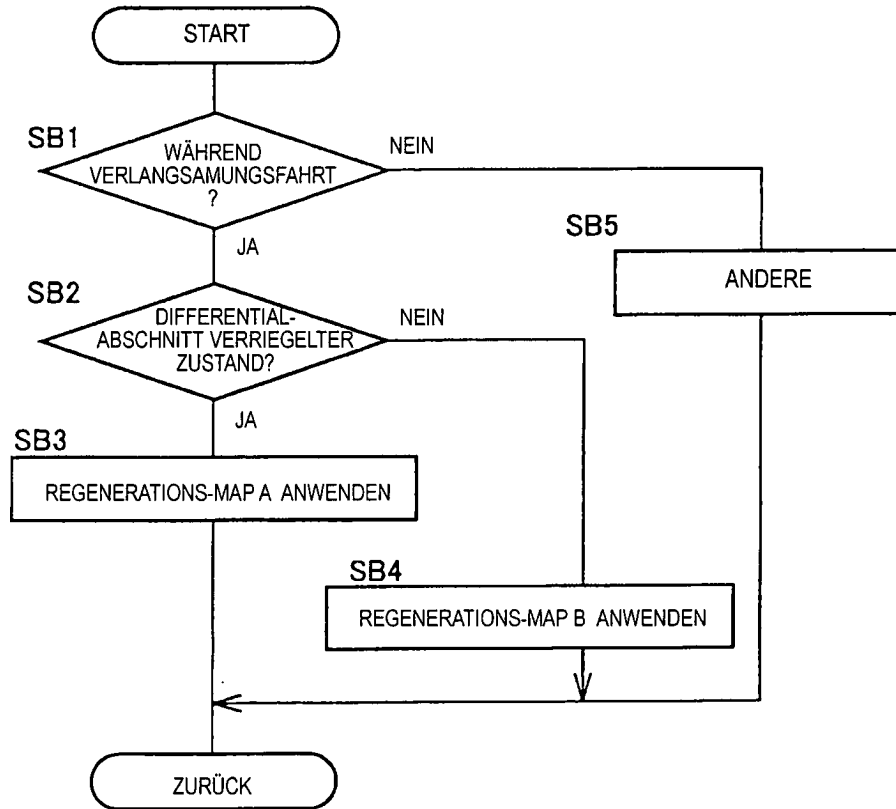 START
SB1
WÄHREND
VERLANGSAMUNGSFAHRT
?
NEIN
JA
SB5
ANDERE
SB2
DIFFERENTIAL-
ABSCHNITT VERRIEGELTER
ZUSTAND?
NEIN
JA
SB3
REGENERATIONS-MAP A ANWENDEN
SB4
REGENERATIONS-MAP B ANWENDEN
ZURÜCK